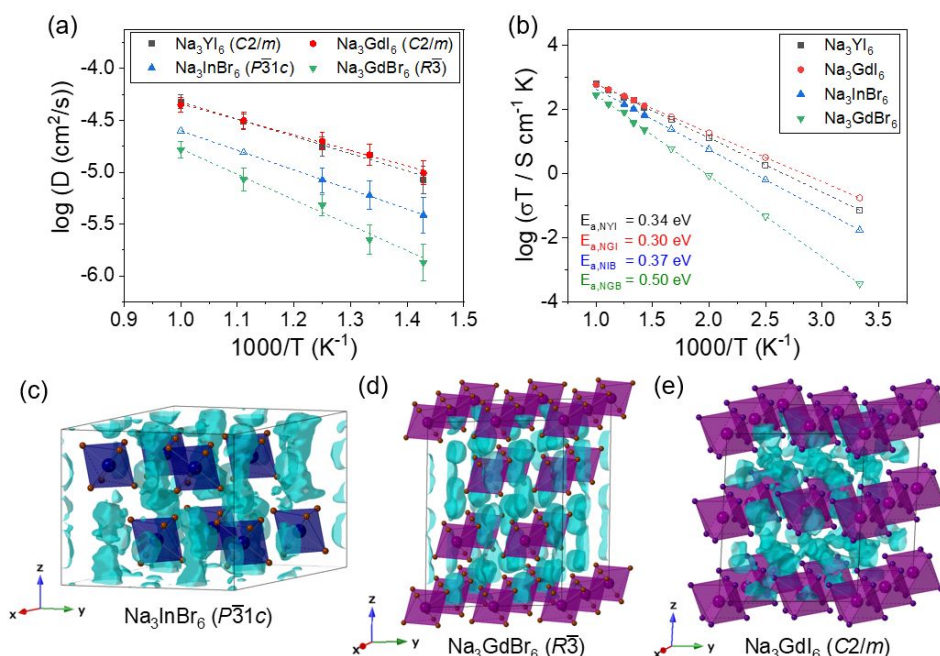 (a)
Na₃YI₆ (C2/m)
Na₃GdI₆ (C2/m)
Na₃InBr₆ (P3̅1c)
Na₃GdBr₆ (R3̅)
log (D (cm²/s))
-4.0
-4.5
-5.0
-5.5
-6.0
0.9 1.0 1.1 1.2 1.3 1.4 1.5
1000/T (K⁻¹)
(b)
Na₃YI₆
Na₃GdI₆
Na₃InBr₆
Na₃GdBr₆
log (σT / S cm⁻¹ K)
4
2
0
-2
-4
Eₐ,NYI = 0.34 eV
Eₐ,NGI = 0.30 eV
Eₐ,NIB = 0.37 eV
Eₐ,NGB = 0.50 eV
1.0 1.5 2.0 2.5 3.0 3.5
1000/T (K⁻¹)
(c)
z
x
y
Na₃InBr₆ (P3̅1c)
(d)
z
x
y
Na₃GdBr₆ (R3̅)
(e)
z
x
y
Na₃GdI₆ (C2/m)